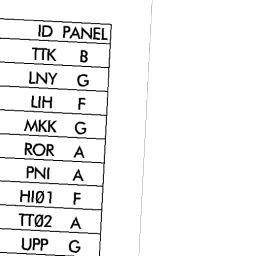 ID PANEL
TTK B
LNY G
LIH F
MKK G
ROR A
PNI A
HI01 F
TT02 A
UPP G